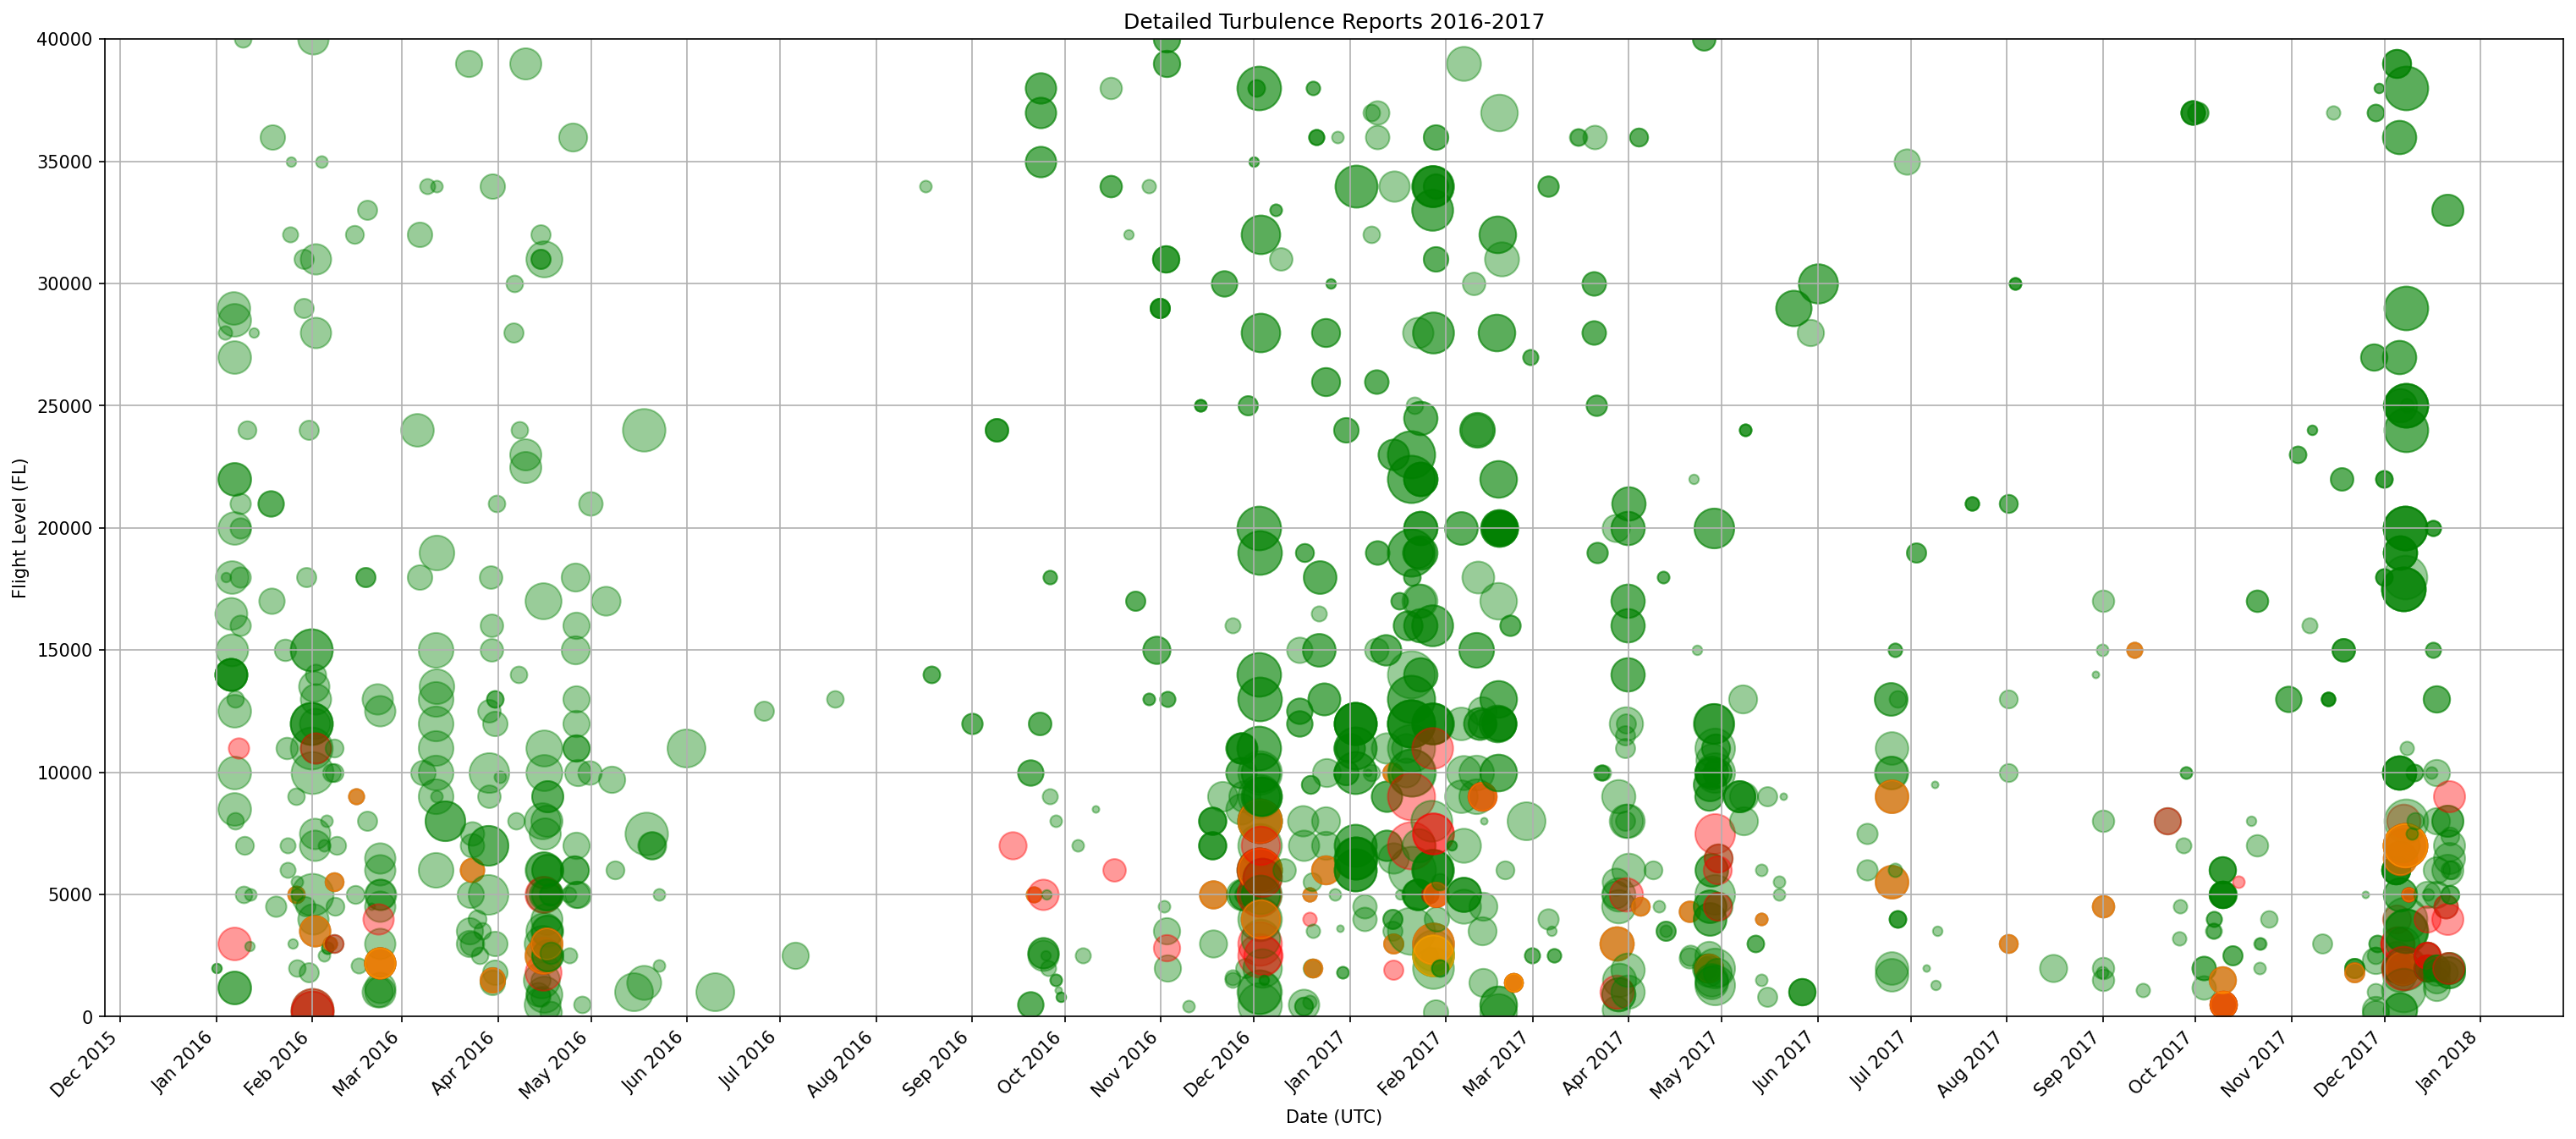 Detailed Turbulence Reports 2016-2017
40000
35000
30000
25000
20000
15000
10000
5000
0
Flight Level (FL)
Dec 2015
Jan 2016
Feb 2016
Mar 2016
Apr 2016
May 2016
Jun 2016
Jul 2016
Aug 2016
Sep 2016
Oct 2016
Nov 2016
Dec 2016
Jan 2017
Feb 2017
Mar 2017
Apr 2017
May 2017
Jun 2017
Jul 2017
Aug 2017
Sep 2017
Oct 2017
Nov 2017
Dec 2017
Jan 2018
Date (UTC)